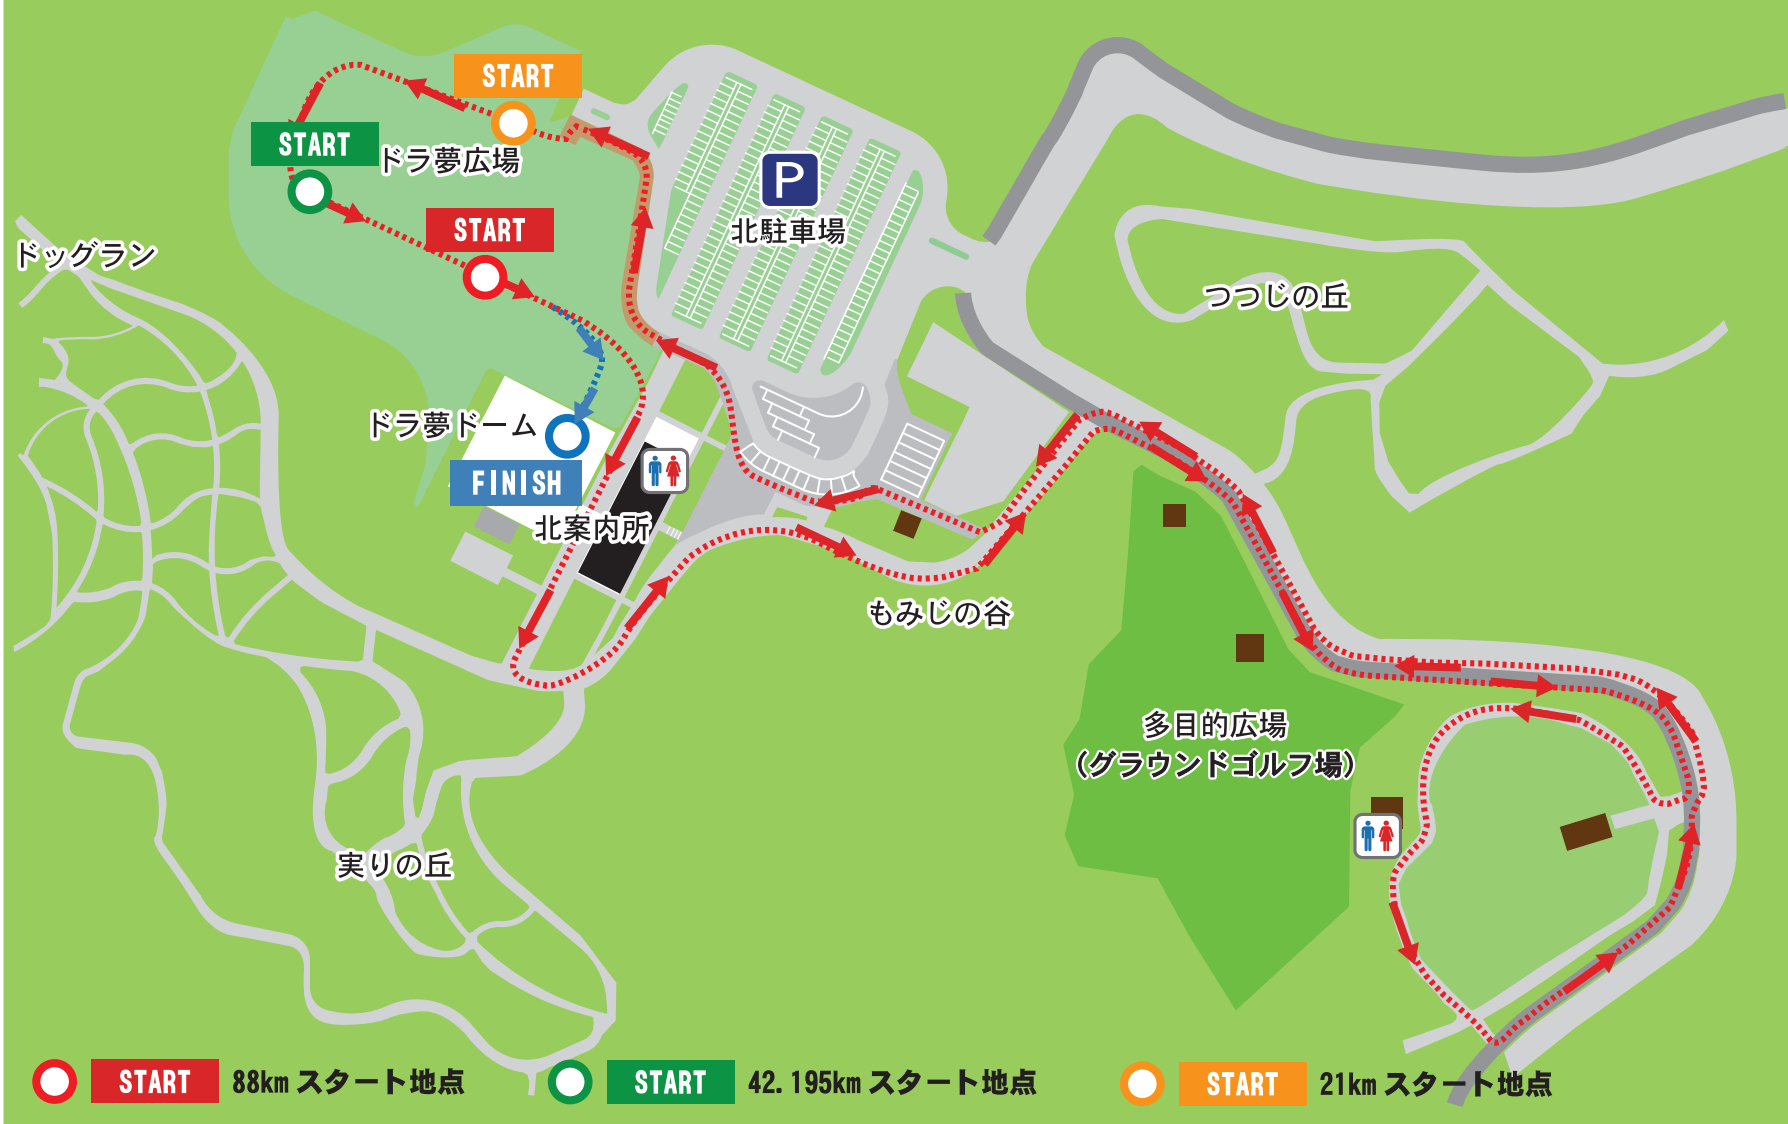 START
START
ドラ夢広場
START
P
北駐車場
ドッグラン
つつじの丘
ドラ夢ドーム
FINISH
北案内所
もみじの谷
多目的広場
（グラウンドゴルフ場）
実りの丘
START 88km スタート地点
START 42.195km スタート地点
START 21km スタート地点